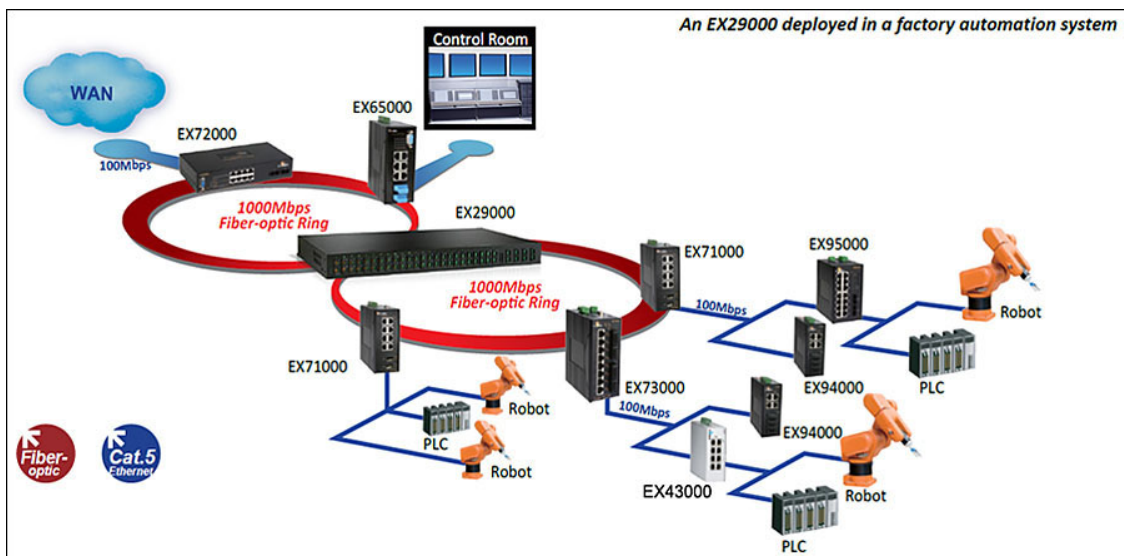 An EX29000 deployed in a factory automation system
Control Room
WAN
EX65000
EX72000
100Mbps
1000Mbps
Fiber-optic Ring
EX29000
EX71000
EX95000
1000Mbps
Fiber-optic Ring
100Mbps
Robot
EX71000
EX73000
EX94000
PLC
100Mbps
Robot
PLC
EX94000
Robot
EX43000
Robot
PLC
Fiber-
optic
Cat.5
Ethernet